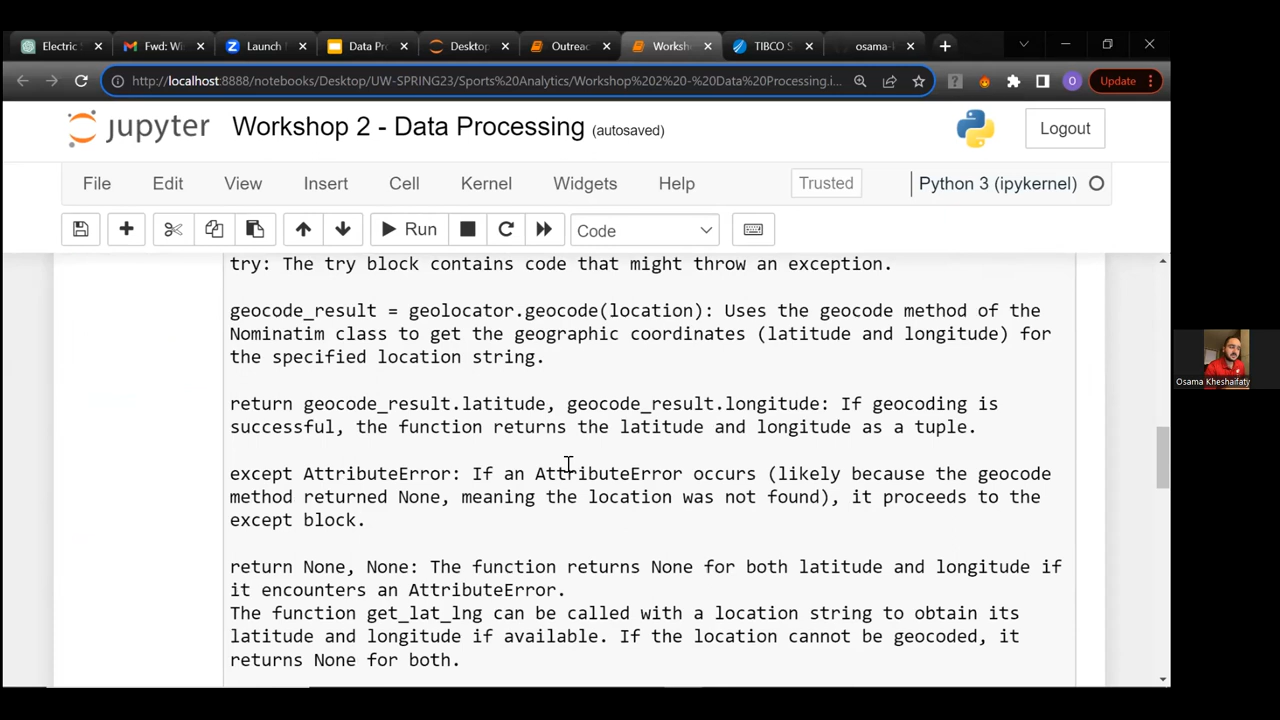 Electric
Fwd: Wi
Launch
Data Pr
Desktop
Outreac
Worksh
TIBCO S
osama-
http://localhost:8888/notebooks/Desktop/UW-SPRING23/Sports%20Analytics/Workshop%202%20-%20Data%20Processing.i...
O
Update
jupyter
Workshop 2 - Data Processing (autosaved)
Logout
File
Edit
View
Insert
Cell
Kernel
Widgets
Help
Trusted
Python 3 (ipykernel)
Run
Code
try: The try block contains code that might throw an exception.
geocode_result = geolocator.geocode(location): Uses the geocode method of the
Nominatim class to get the geographic coordinates (latitude and longitude) for
the specified location string.
return geocode_result.latitude, geocode_result.longitude: If geocoding is
successful, the function returns the latitude and longitude as a tuple.
except AttributeError: If an AttributeError occurs (likely because the geocode
method returned None, meaning the location was not found), it proceeds to the
except block.
return None, None: The function returns None for both latitude and longitude if
it encounters an AttributeError.
The function get_lat_lng can be called with a location string to obtain its
latitude and longitude if available. If the location cannot be geocoded, it
returns None for both.
Osama Kheshaifaty